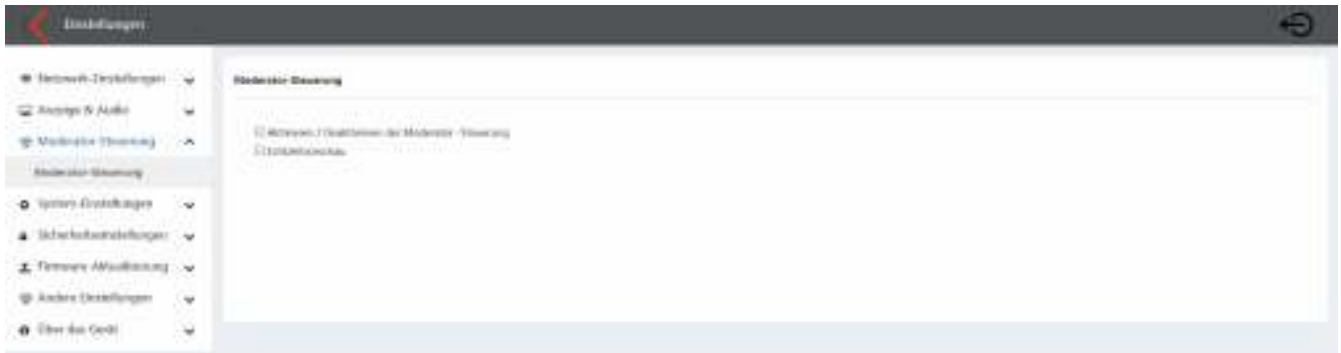 Einstellungen
Netzwerk-Einstellungen
Anzeige & Audio
Moderator-Steuerung
Moderator-Steuerung
System-Einstellungen
Sicherheitseinstellungen
Firmware-Aktualisierung
Andere Einstellungen
Über das Gerät
Moderator-Steuerung
Aktivieren / Deaktivieren der Moderator-Steuerung